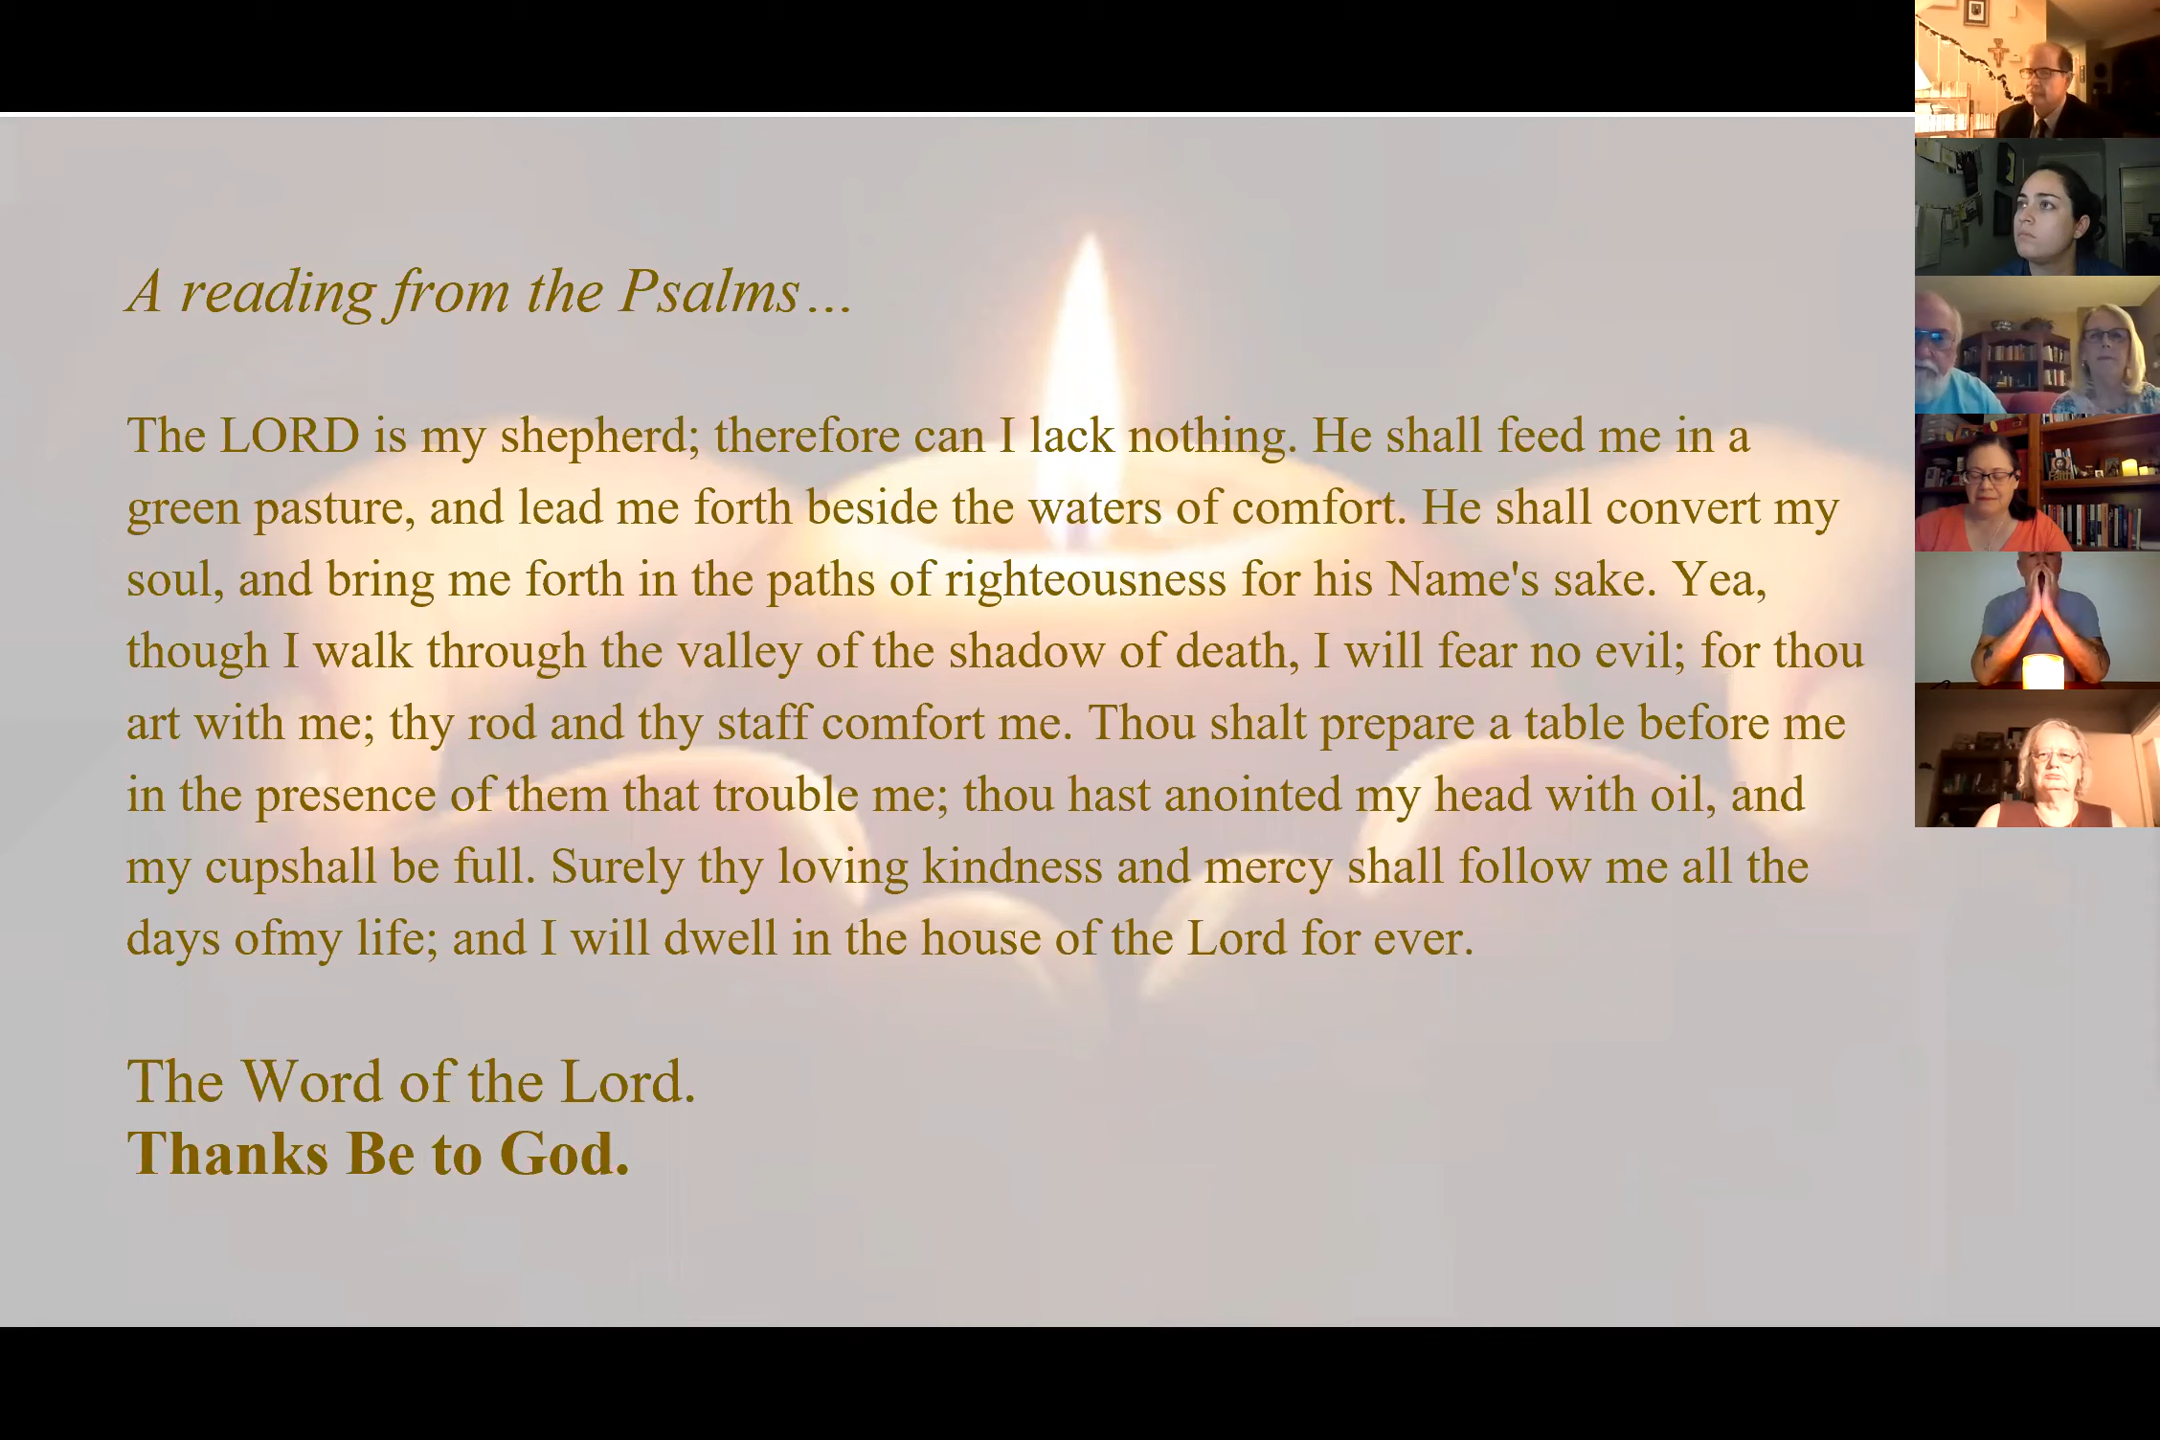 A reading from the Psalms…
The LORD is my shepherd; therefore can I lack nothing. He shall feed me in a
green pasture, and lead me forth beside the waters of comfort. He shall convert my
soul, and bring me forth in the paths of righteousness for his Name's sake. Yea,
though I walk through the valley of the shadow of death, I will fear no evil; for thou
art with me; thy rod and thy staff comfort me. Thou shalt prepare a table before me
in the presence of them that trouble me; thou hast anointed my head with oil, and
my cupshall be full. Surely thy loving kindness and mercy shall follow me all the
days ofmy life; and I will dwell in the house of the Lord for ever.
The Word of the Lord.
Thanks Be to God.